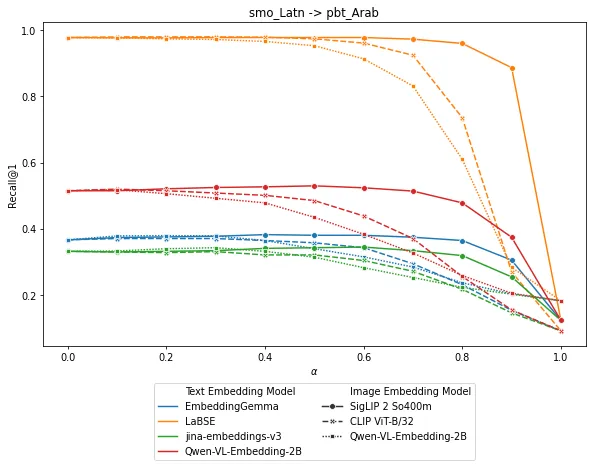 smo_Latn -> pbt_Arab
Recall@1
1.0
0.8
0.6
0.4
0.2
0.0 0.2 0.4 0.6 0.8 1.0
α
Text Embedding Model Image Embedding Model
EmbeddingGemma SigLIP 2 So400m
LaBSE CLIP ViT-B/32
jina-embeddings-v3 Qwen-VL-Embedding-2B
Qwen-VL-Embedding-2B